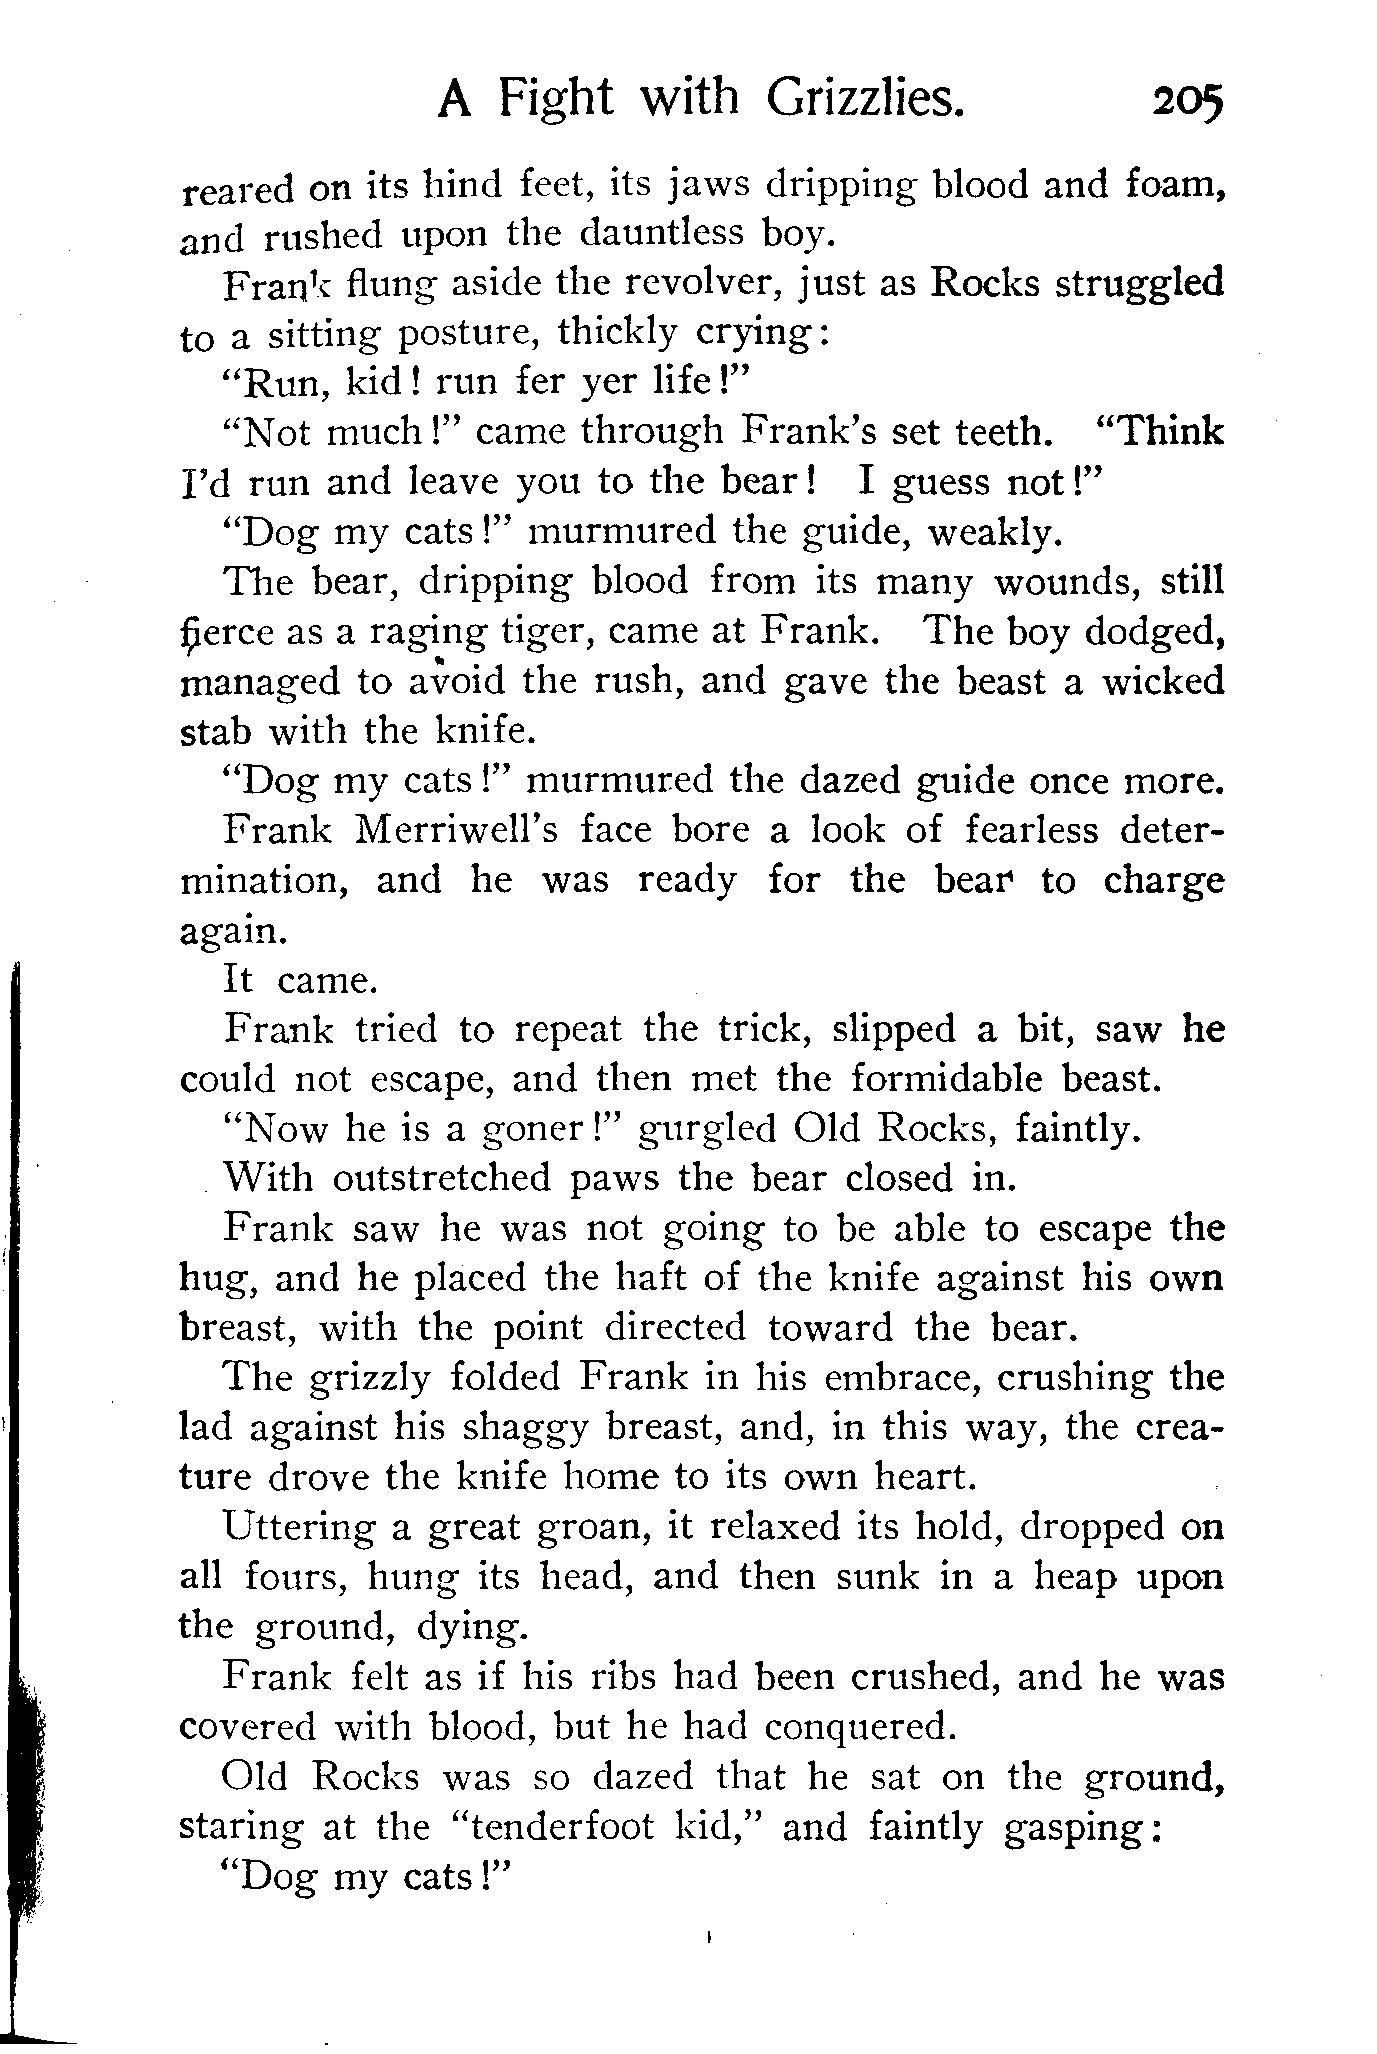 A Fight with Grizzlies. 205
reared on its hind feet, its jaws dripping blood and foam,
and rushed upon the dauntless boy.
Frank flung aside the revolver, just as Rocks struggled
to a sitting posture, thickly crying:
"Run, kid! run fer yer life!"
"Not much!" came through Frank's set teeth. "Think
I'd run and leave you to the bear! I guess not!"
"Dog my cats!" murmured the guide, weakly.
The bear, dripping blood from its many wounds, still
fierce as a raging tiger, came at Frank. The boy dodged,
managed to avoid the rush, and gave the beast a wicked
stab with the knife.
"Dog my cats!" murmured the dazed guide once more.
Frank Merriwell's face bore a look of fearless deter-
mination, and he was ready for the bear to charge
again.
It came.
Frank tried to repeat the trick, slipped a bit, saw he
could not escape, and then met the formidable beast.
"Now he is a goner!" gurgled Old Rocks, faintly.
With outstretched paws the bear closed in.
Frank saw he was not going to be able to escape the
hug, and he placed the haft of the knife against his own
breast, with the point directed toward the bear.
The grizzly folded Frank in his embrace, crushing the
lad against his shaggy breast, and, in this way, the crea-
ture drove the knife home to its own heart.
Uttering a great groan, it relaxed its hold, dropped on
all fours, hung its head, and then sunk in a heap upon
the ground, dying.
Frank felt as if his ribs had been crushed, and he was
covered with blood, but he had conquered.
Old Rocks was so dazed that he sat on the ground,
staring at the "tenderfoot kid," and faintly gasping:
"Dog my cats!"